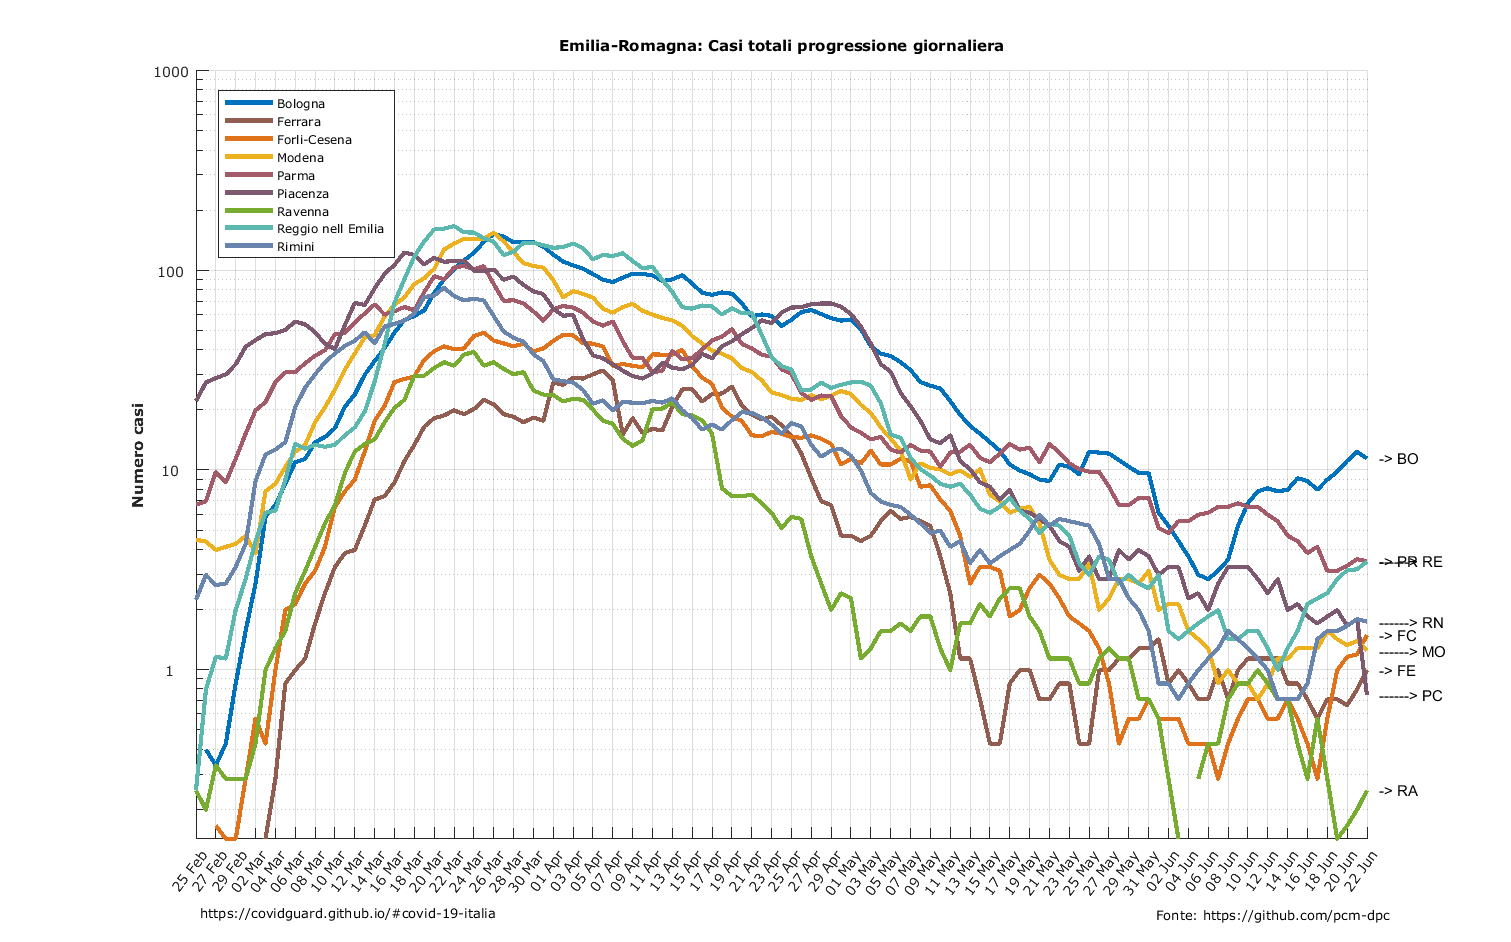 Emilia-Romagna: Casi totali progressione giornaliera
1000
100
10
1
Numero casi
Bologna
Ferrara
Forli-Cesena
Modena
Parma
Piacenza
Ravenna
Reggio nell Emilia
Rimini
-> BO
-> PR
----> RE
------> RN
-> FC
------> MO
-> FE
------> PC
-> RA
25 Feb
27 Feb
29 Feb
02 Mar
04 Mar
06 Mar
08 Mar
10 Mar
12 Mar
14 Mar
16 Mar
18 Mar
20 Mar
22 Mar
24 Mar
26 Mar
28 Mar
30 Mar
01 Apr
03 Apr
05 Apr
07 Apr
09 Apr
11 Apr
13 Apr
15 Apr
17 Apr
19 Apr
21 Apr
23 Apr
25 Apr
27 Apr
29 Apr
01 May
03 May
05 May
07 May
09 May
11 May
13 May
15 May
17 May
19 May
21 May
23 May
25 May
27 May
29 May
31 May
02 Jun
04 Jun
06 Jun
08 Jun
10 Jun
12 Jun
14 Jun
16 Jun
18 Jun
20 Jun
22 Jun
https://covidguard.github.io/#covid-19-italia
Fonte: https://github.com/pcm-dpc